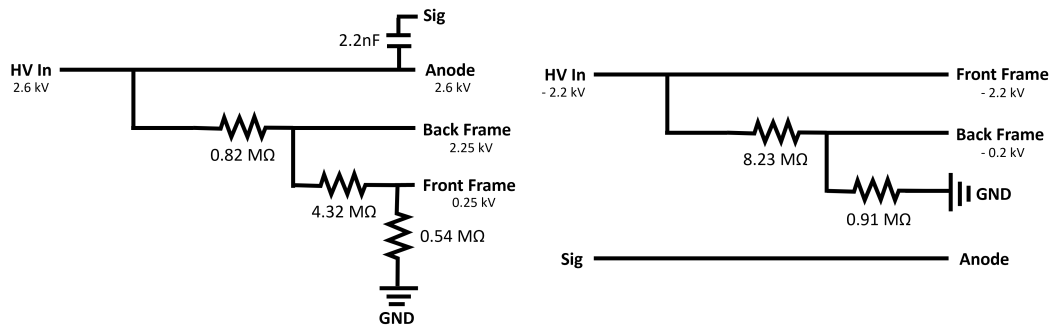 Sig
2.2nF
HV In
2.6 kV
Anode
2.6 kV
Back Frame
2.25 kV
0.82 MΩ
Front Frame
0.25 kV
4.32 MΩ
0.54 MΩ
GND
HV In
- 2.2 kV
Front Frame
- 2.2 kV
Back Frame
- 0.2 kV
8.23 MΩ
GND
0.91 MΩ
Sig
Anode